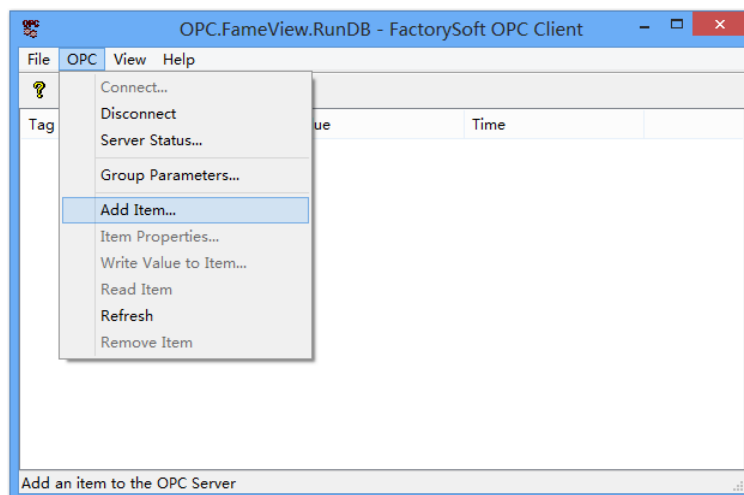 OPC.FameView.RunDB - FactorySoft OPC Client
File OPC View Help
Connect...
Disconnect
Tag ue Time
Server Status...
Group Parameters...
Add Item...
Item Properties...
Write Value to Item...
Read Item
Refresh
Remove Item
Add an item to the OPC Server